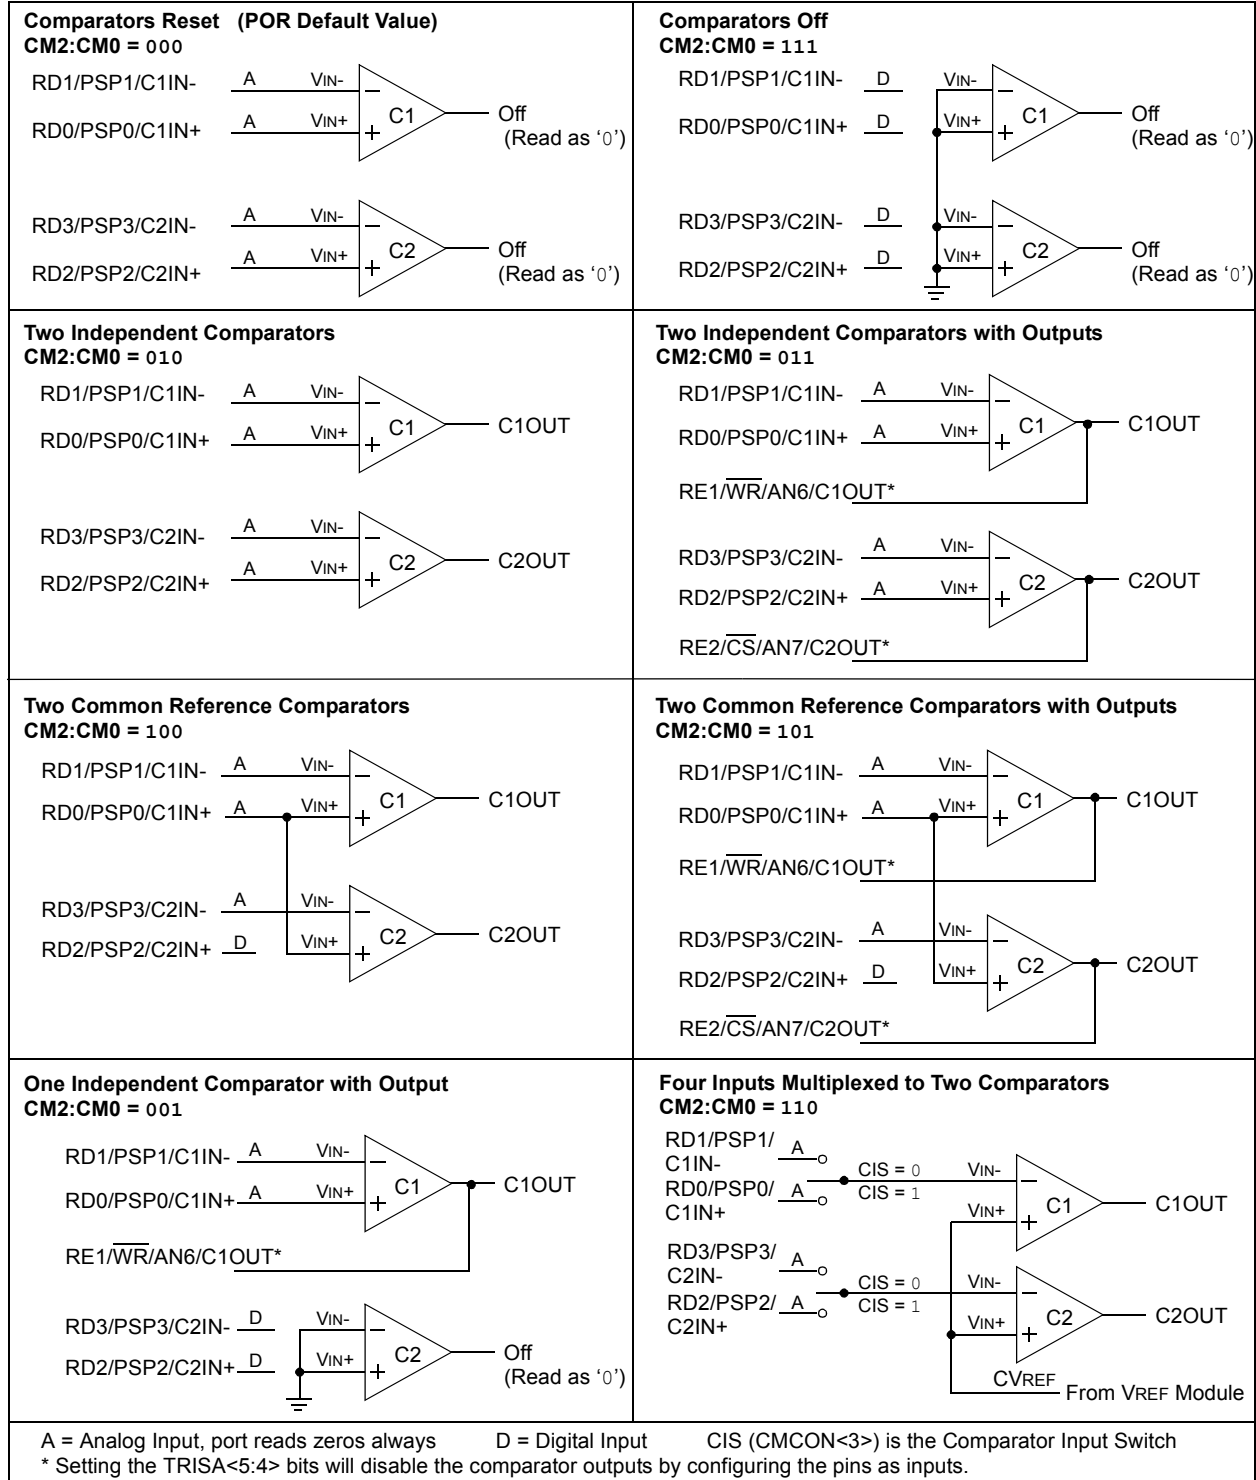 Comparators Reset (POR Default Value)
CM2:CM0 = 000
RD1/PSP1/C1IN- A VIN-
RD0/PSP0/C1IN+ A VIN+
C1
Off
(Read as ‘0’)
RD3/PSP3/C2IN- A VIN-
RD2/PSP2/C2IN+ A VIN+
C2
Off
(Read as ‘0’)
Comparators Off
CM2:CM0 = 111
RD1/PSP1/C1IN- D VIN-
RD0/PSP0/C1IN+ D VIN+
C1
Off
(Read as ‘0’)
RD3/PSP3/C2IN- D VIN-
RD2/PSP2/C2IN+ D VIN+
C2
Off
(Read as ‘0’)
Two Independent Comparators
CM2:CM0 = 010
RD1/PSP1/C1IN- A VIN-
RD0/PSP0/C1IN+ A VIN+
C1
C1OUT
RD3/PSP3/C2IN- A VIN-
RD2/PSP2/C2IN+ A VIN+
C2
C2OUT
Two Independent Comparators with Outputs
CM2:CM0 = 011
RD1/PSP1/C1IN- A VIN-
RD0/PSP0/C1IN+ A VIN+
C1
C1OUT
RE1/WR/AN6/C1OUT*
RD3/PSP3/C2IN- A VIN-
RD2/PSP2/C2IN+ A VIN+
C2
C2OUT
RE2/CS/AN7/C2OUT*
Two Common Reference Comparators
CM2:CM0 = 100
RD1/PSP1/C1IN- A VIN-
RD0/PSP0/C1IN+ A VIN+
C1
C1OUT
RD3/PSP3/C2IN- A VIN-
RD2/PSP2/C2IN+ D VIN+
C2
C2OUT
Two Common Reference Comparators with Outputs
CM2:CM0 = 101
RD1/PSP1/C1IN- A VIN-
RD0/PSP0/C1IN+ A VIN+
C1
C1OUT
RE1/WR/AN6/C1OUT*
RD3/PSP3/C2IN- A VIN-
RD2/PSP2/C2IN+ D VIN+
C2
C2OUT
RE2/CS/AN7/C2OUT*
One Independent Comparator with Output
CM2:CM0 = 001
RD1/PSP1/C1IN- A VIN-
RD0/PSP0/C1IN+ A VIN+
C1
C1OUT
RE1/WR/AN6/C1OUT*
RD3/PSP3/C2IN- D VIN-
RD2/PSP2/C2IN+ D VIN+
C2
Off
(Read as ‘0’)
Four Inputs Multiplexed to Two Comparators
CM2:CM0 = 110
RD1/PSP1/
C1IN- A
RD0/PSP0/
C1IN+ A
CIS = 0 VIN-
CIS = 1
VIN+
C1
C1OUT
RD3/PSP3/
C2IN- A
RD2/PSP2/
C2IN+ A
CIS = 0 VIN-
CIS = 1
VIN+
C2
C2OUT
CVREF
From VREF Module
A = Analog Input, port reads zeros always D = Digital Input CIS (CMCON<3>) is the Comparator Input Switch
* Setting the TRISA<5:4> bits will disable the comparator outputs by configuring the pins as inputs.